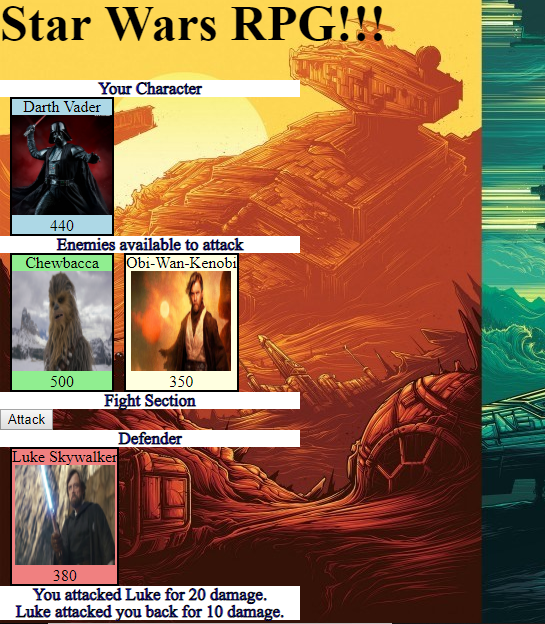 Star Wars RPG!!!
Your Character
Darth Vader
440
Enemies available to attack
Chewbacca
Obi-Wan-Kenobi
500
350
Fight Section
Attack
Defender
Luke Skywalker
380
You attacked Luke for 20 damage.
Luke attacked you back for 10 damage.